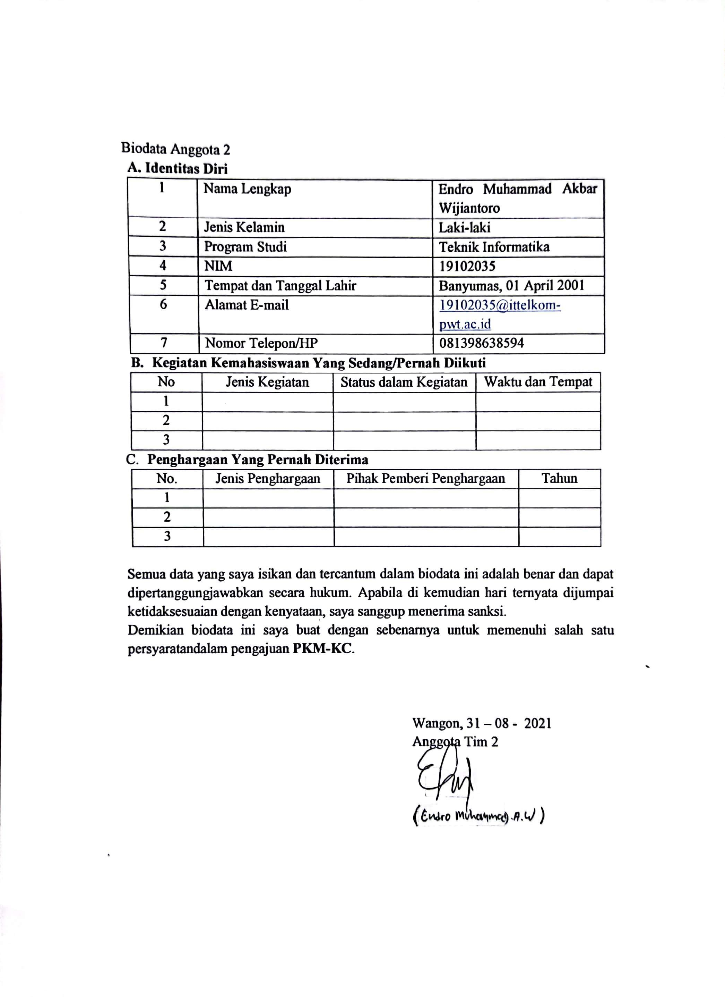 Biodata Anggota 2
A. Identitas Diri
1 Nama Lengkap Endro Muhammad Akbar
Wijiantoro
2 Jenis Kelamin Laki-laki
3 Program Studi Teknik Informatika
4 NIM 19102035
5 Tempat dan Tanggal Lahir Banyumas, 01 April 2001
6 Alamat E-mail 19102035@ittelkom-
pwt.ac.id
7 Nomor Telepon/HP 081398638594
B. Kegiatan Kemahasiswaan Yang Sedang/Pernah Diikuti
No Jenis Kegiatan Status dalam Kegiatan Waktu dan Tempat
1
2
3
C. Penghargaan Yang Pernah Diterima
No. Jenis Penghargaan Pihak Pemberi Penghargaan Tahun
1
2
3
Semua data yang saya isikan dan tercantum dalam biodata ini adalah benar dan dapat
dipertanggungjawabkan secara hukum. Apabila di kemudian hari ternyata dijumpai
ketidaksesuaian dengan kenyataan, saya sanggup menerima sanksi.
Demikian biodata ini saya buat dengan sebenarnya untuk memenuhi salah satu
persyaratandalam pengajuan PKM-KC.
Wangon, 31 – 08 - 2021
Anggota Tim 2
(Endro Muhammad.A.W)